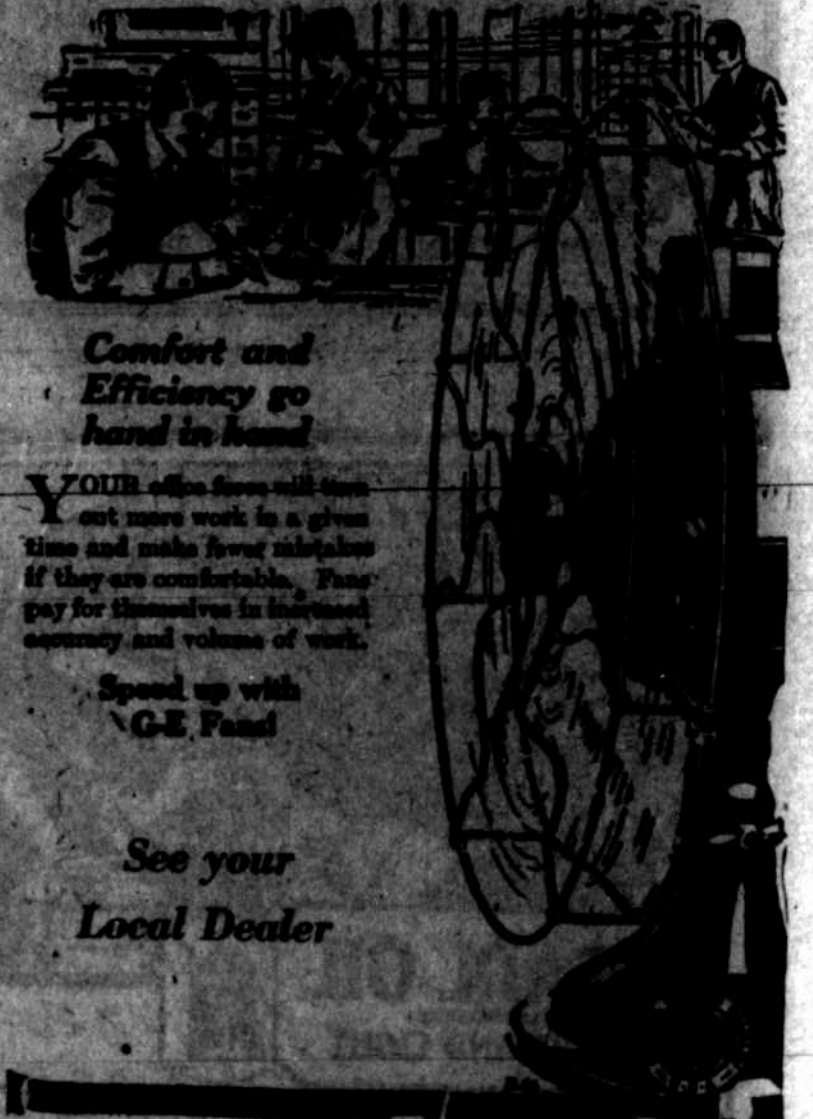 Comfort and
Efficiency go
hand in hand
YOUR office force will turn
out more work in a given
time and make fewer mistakes
if they are comfortable. Fans
pay for themselves in increased
accuracy and volume of work.
Speed up with
G-E Fans!
See your
Local Dealer